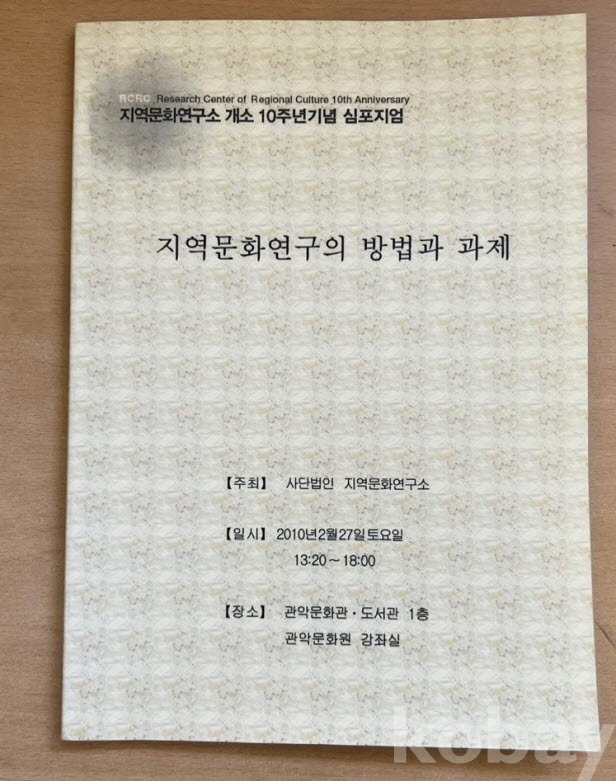 RCRC Research Center of Regional Culture 10th Anniversary
지역문화연구소 개소 10주년기념 심포지엄
지역문화연구의 방법과 과제
【주최】 사단법인 지역문화연구소
【일시】 2010년2월27일토요일
13:20~18:00
【장소】 관악문화관·도서관 1층
관악문화원 강좌실
kobay